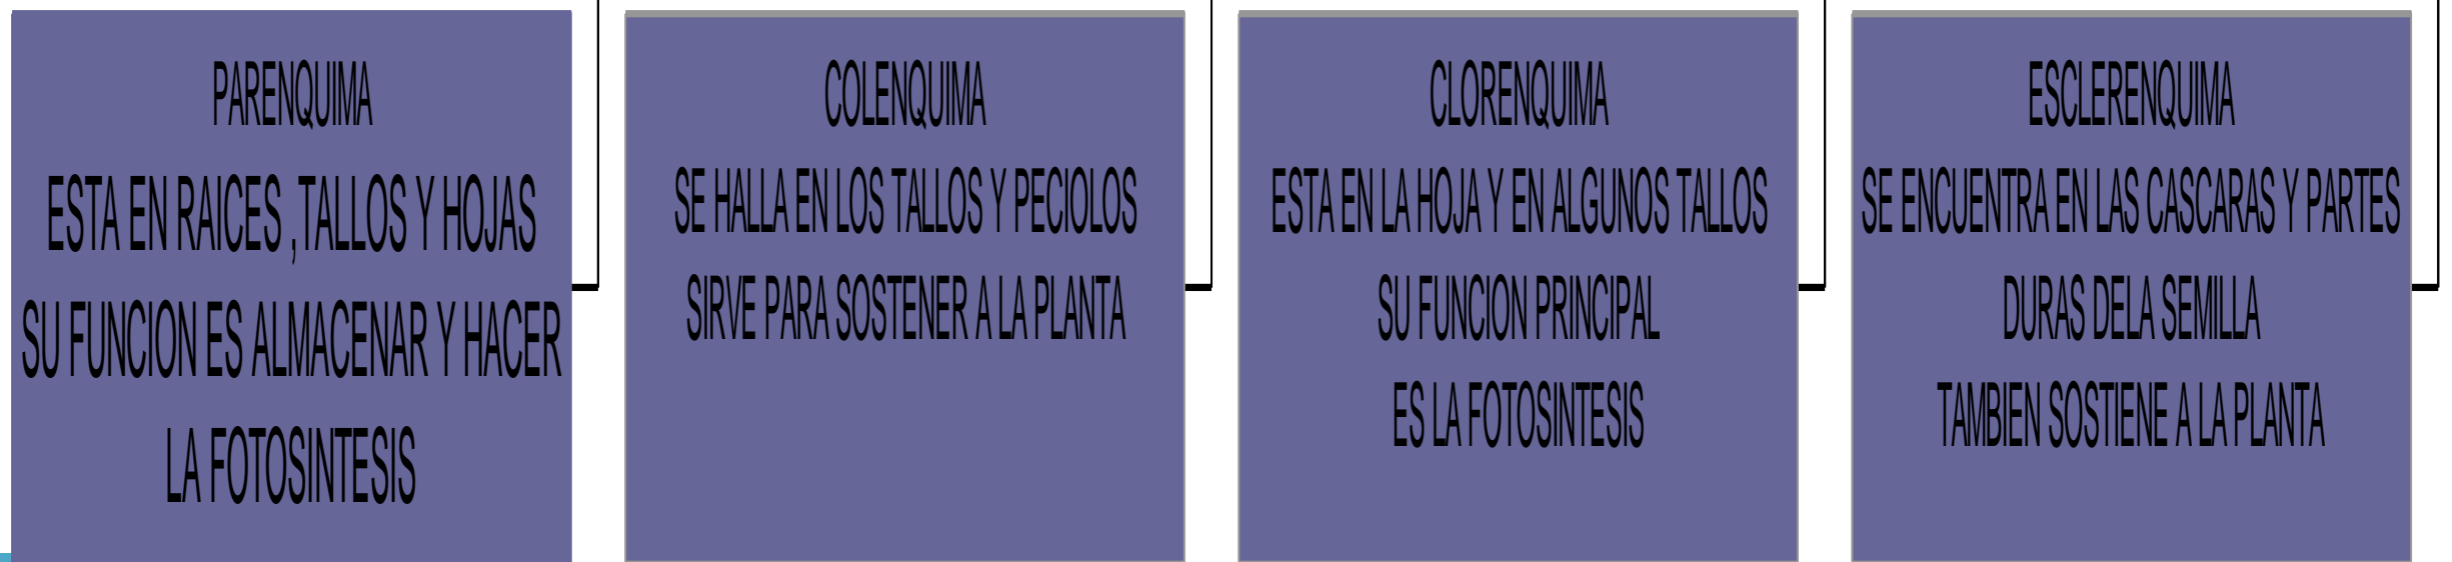 PARENQUIMA
ESTA EN RAICES ,TALLOS Y HOJAS
SU FUNCION ES ALMACENAR Y HACER
LA FOTOSINTESIS
COLENQUIMA
SE HALLA EN LOS TALLOS Y PECIOLOS
SIRVE PARA SOSTENER A LA PLANTA
CLORENQUIMA
ESTA EN LA HOJA Y EN ALGUNOS TALLOS
SU FUNCION PRINCIPAL
ES LA FOTOSINTESIS
ESCLERENQUIMA
SE ENCUENTRA EN LAS CASCARAS Y PARTES
DURAS DELA SEMILLA
TAMBIEN SOSTIENE A LA PLANTA